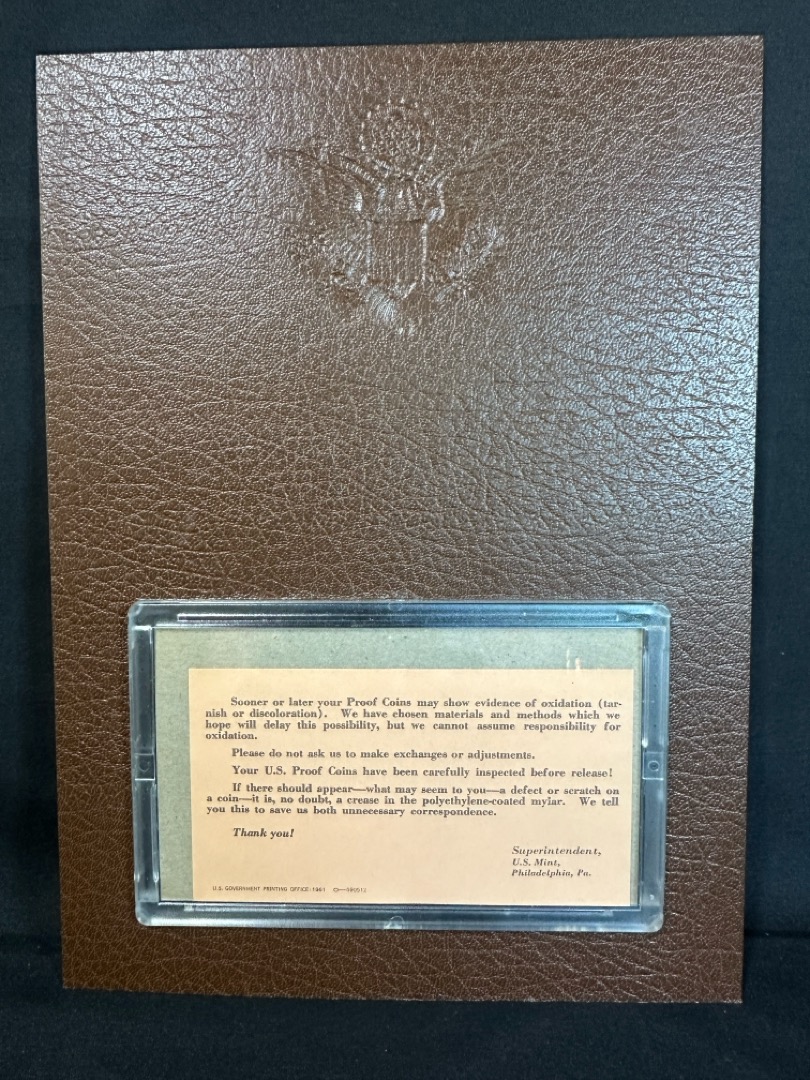 Sooner or later your Proof Coins may show evidence of oxidation (tar-
nish or discoloration). We have chosen materials and methods which we
hope will delay this possibility, but we cannot assume responsibility for
oxidation.
Please do not ask us to make exchanges or adjustments.
Your U.S. Proof Coins have been carefully inspected before release!
If there should appear—what may seem to you—a defect or scratch on
a coin—it is, no doubt, a crease in the polyethylene-coated mylar. We tell
you this to save us both unnecessary correspondence.
Thank you!
Superintendent,
U.S. Mint,
Philadelphia, Pa.
U.S. GOVERNMENT PRINTING OFFICE: 1961